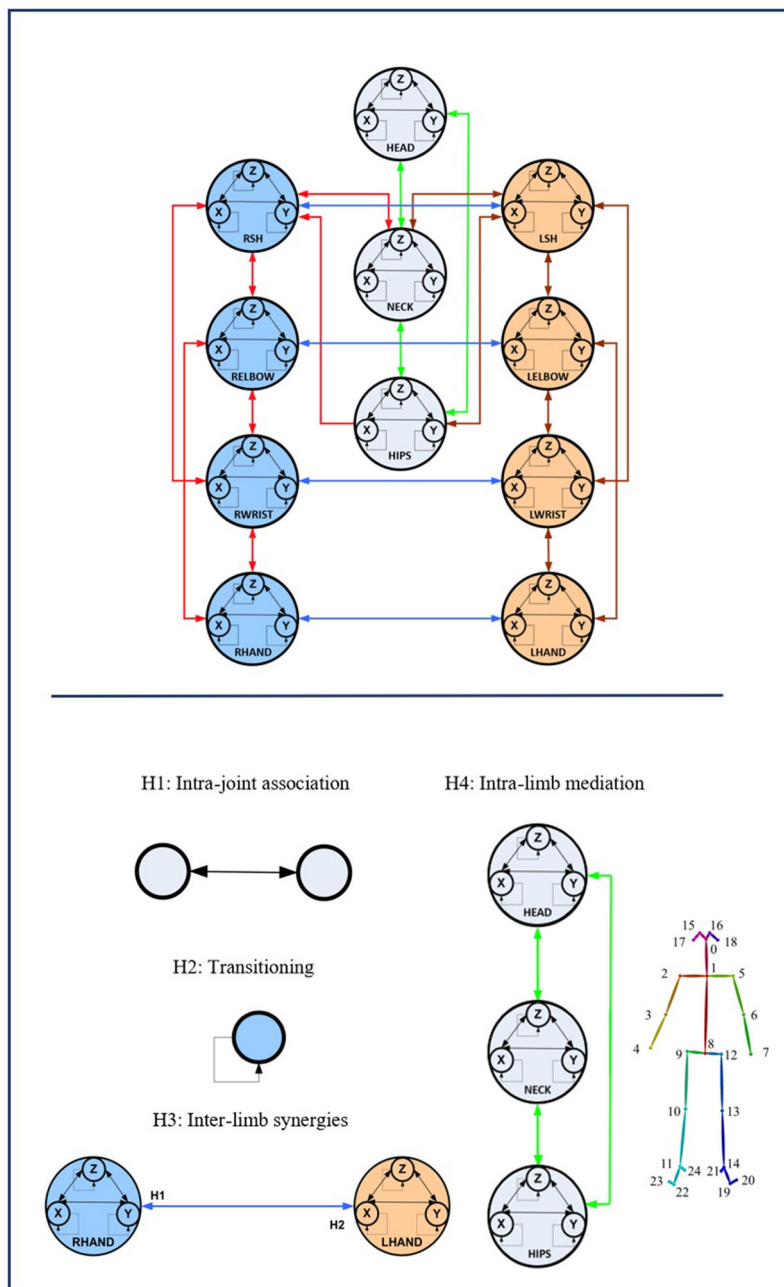 Z
X Y
HEAD
Z
X Y
RSH
Z
X Y
LSH
Z
X Y
NECK
Z
X Y
RELBOW
Z
X Y
LELBOW
Z
X Y
HIPS
Z
X Y
RWRIST
Z
X Y
LWRIST
Z
X Y
RHAND
Z
X Y
LHAND
H1: Intra-joint association
H2: Transitioning
H3: Inter-limb synergies
Z
X Y
RHAND
H1
H2
Z
X Y
LHAND
H4: Intra-limb mediation
Z
X Y
HEAD
Z
X Y
NECK
Z
X Y
HIPS
15 16
17 0 18
2 1 5
3 6
4 7
8
9 12
10 13
11 24 21 14
23 22 19 20